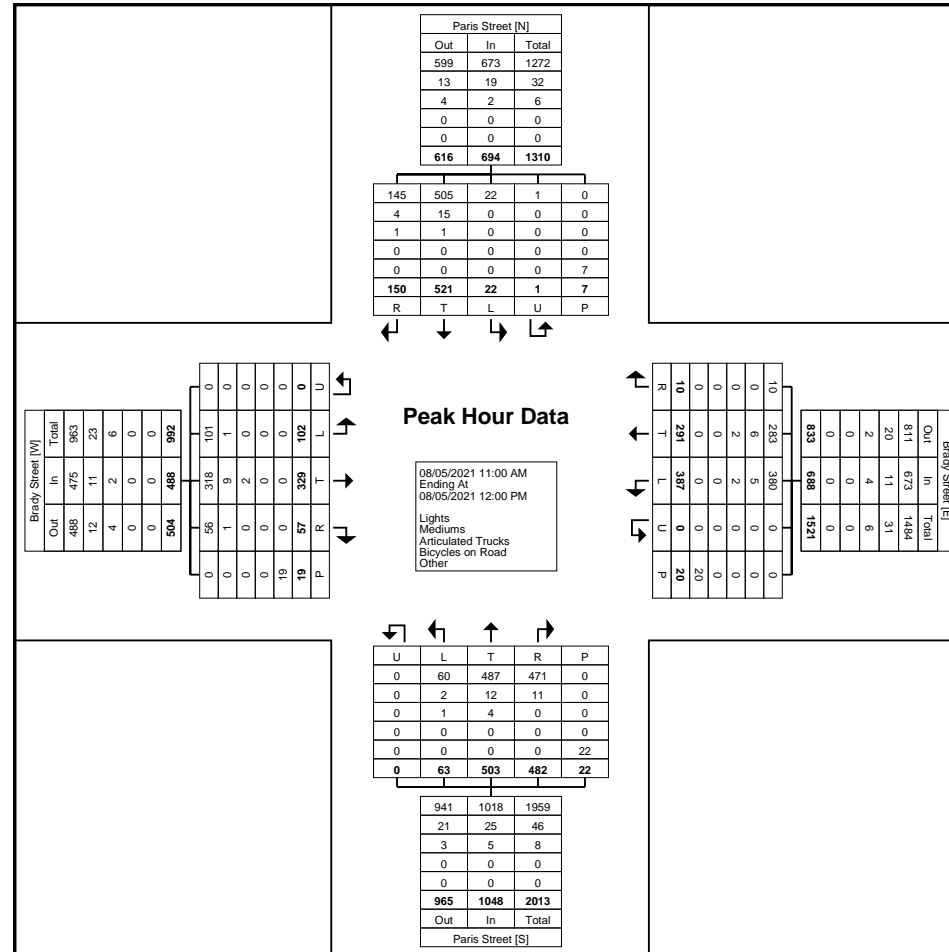 Paris Street [N]
Out In Total
599 673 1272
13 19 32
4 2 6
0 0 0
0 0 0
616 694 1310
145 505 22 1 0
4 15 0 0 0
1 1 0 0 0
0 0 0 0 0
0 0 0 0 7
150 521 22 1 7
R T L U P
Brady Street [W]
Total 963 23 6 0 0 992
In 475 11 2 0 0 488
Out 488 12 4 0 0 504
0 0 0 0 0 0 U
101 1 0 0 0 102 L
318 9 2 0 0 329 T
56 1 0 0 0 57 R
0 0 0 0 19 19 P
Peak Hour Data
08/05/2021 11:00 AM
Ending At
08/05/2021 12:00 PM
Lights
Mediums
Articulated Trucks
Bicycles on Road
Other
R 10 0 0 0 0 10
T 291 0 0 2 6 283
L 387 0 0 2 5 380
U 0 0 0 0 0 0
P 20 20 0 0 0 0
833 0 0 2 20 811 Out
688 0 0 4 11 673 In
1521 0 0 6 31 1484 Total
Brady Street [E]
U L T R P
0 60 487 471 0
0 2 12 11 0
0 1 4 0 0
0 0 0 0 0
0 0 0 0 22
0 63 503 482 22
941 1018 1959
21 25 46
3 5 8
0 0 0
0 0 0
965 1048 2013
Out In Total
Paris Street [S]